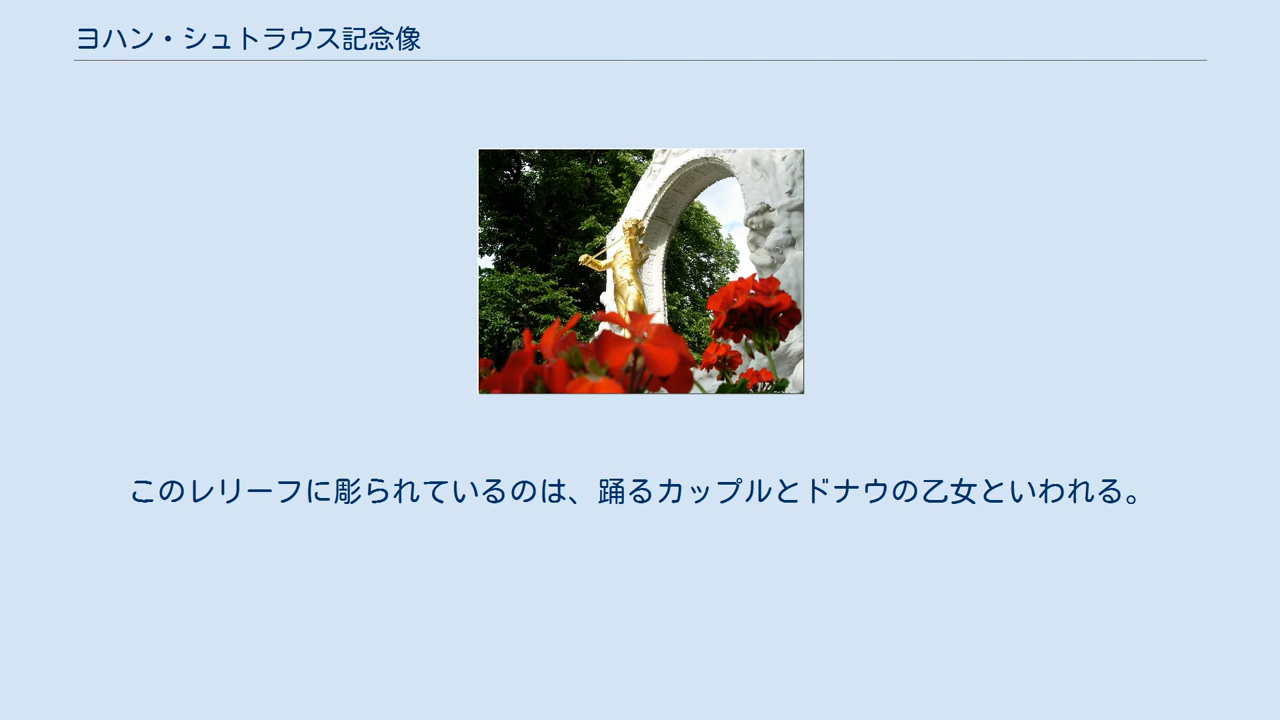 ヨハン・シュトラウス記念像
このレリーフに彫られているのは、踊るカップルとドナウの乙女といわれる。